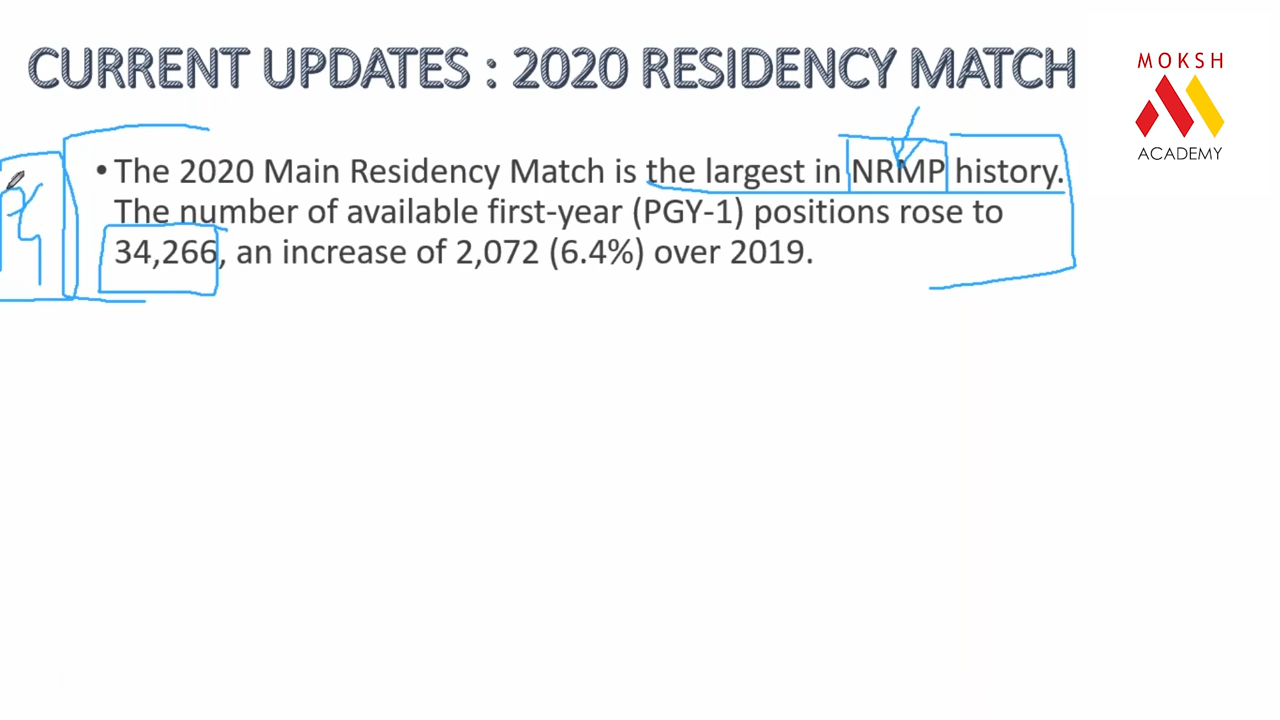 CURRENT UPDATES : 2020 RESIDENCY MATCH
MOKSH
ACADEMY
• The 2020 Main Residency Match is the largest in NRMP history.
The number of available first-year (PGY-1) positions rose to
34,266, an increase of 2,072 (6.4%) over 2019.